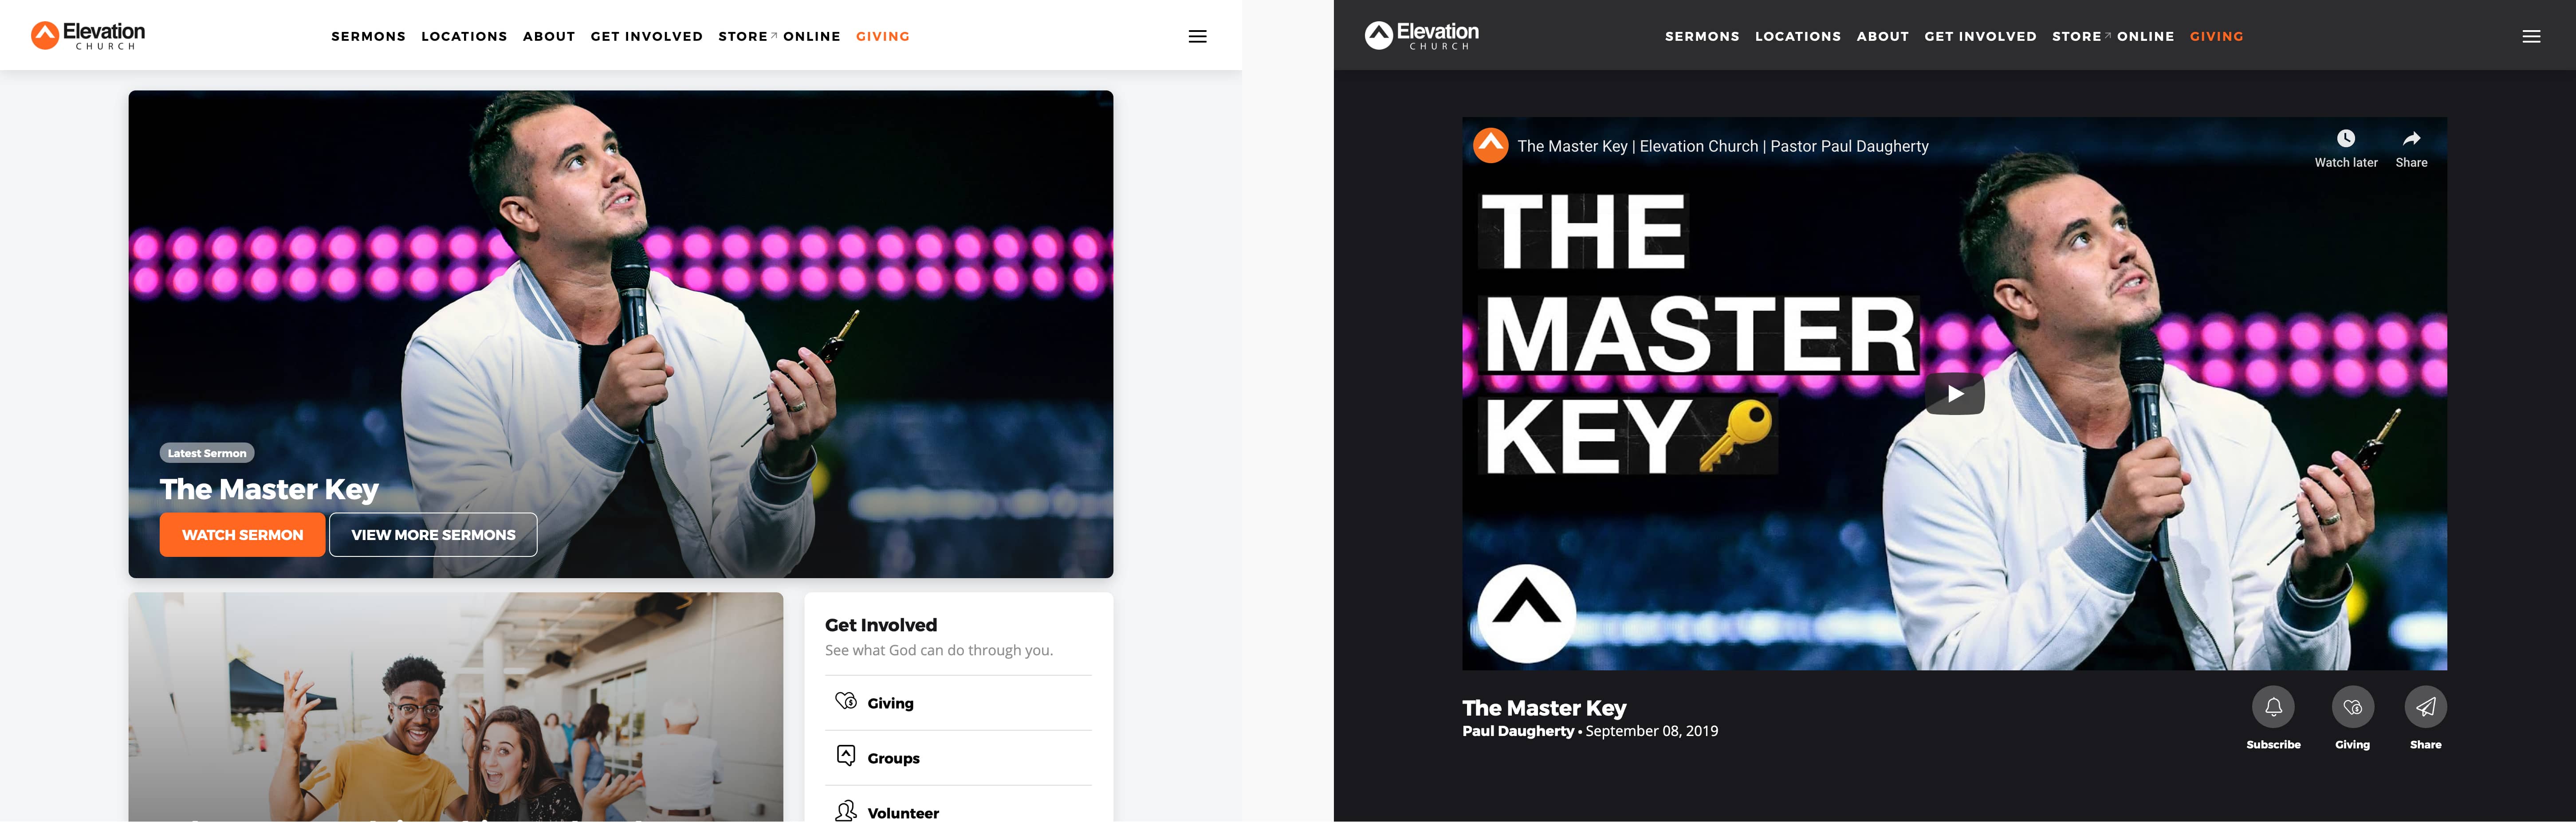 Elevation
CHURCH
SERMONS LOCATIONS ABOUT GET INVOLVED STORE ONLINE GIVING
Latest Sermon
The Master Key
WATCH SERMON
VIEW MORE SERMONS
Get Involved
See what God can do through you.
Giving
Groups
Volunteer
Elevation
CHURCH
SERMONS LOCATIONS ABOUT GET INVOLVED STORE ONLINE GIVING
The Master Key | Elevation Church | Pastor Paul Daugherty
Watch later
Share
THE
MASTER
KEY
The Master Key
Paul Daugherty • September 08, 2019
Subscribe
Giving
Share